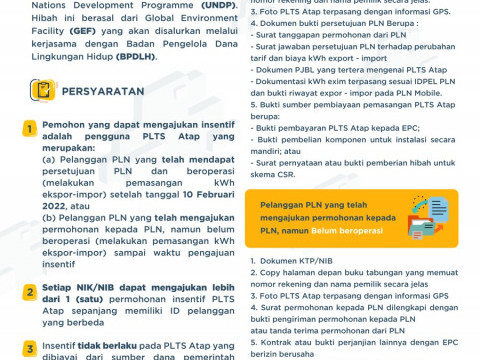 Nations Development Programme (UNDP).
Hibah ini berasal dari Global Environment
Facility (GEF) yang akan disalurkan melalui
kerjasama dengan Badan Pengelola Dana
Lingkungan Hidup (BPDLH).
PERSYARATAN
1 Pemohon yang dapat mengajukan insentif
adalah pengguna PLTS Atap yang
merupakan:
(a) Pelanggan PLN yang telah mendapat
persetujuan PLN dan beroperasi
(melakukan pemasangan kWh
ekspor-impor) setelah tanggal 10 Februari
2022, atau
(b) Pelanggan PLN yang telah mengajukan
permohonan kepada PLN, namun belum
beroperasi (melakukan pemasangan kWh
ekspor-impor) sampai waktu pengajuan
insentif
2 Setiap NIK/NIB dapat mengajukan lebih
dari 1 (satu) permohonan insentif PLTS
Atap sepanjang memiliki ID pelanggan
yang berbeda
3 Insentif tidak berlaku pada PLTS Atap yang
dibiayai dari sumber dana pemerintah
nomor rekening dan nama pemilik secara jelas.
3. Foto PLTS Atap terpasang dengan informasi GPS.
4. Dokumen bukti persetujuan PLN Berupa :
- Surat tanggapan permohonan dari PLN
- Surat jawaban persetujuan PLN terhadap perubahan
tarif dan biaya kWh export - import
- Dokumen PJBL yang tertera mengenai PLTS Atap
- Dokumentasi kWh exim terpasang sesuai IDPEL PLN
dan bukti riwayat expor - impor pada PLN Mobile.
5. Bukti sumber pembiayaan pemasangan PLTS Atap
berupa:
- Bukti pembayaran PLTS Atap kepada EPC;
- Bukti pembelian komponen untuk instalasi secara
mandiri; atau
- Surat pernyataan atau bukti pemberian hibah untuk
skema CSR.
Pelanggan PLN yang telah
mengajukan permohonan kepada
PLN, namun Belum beroperasi
1. Dokumen KTP/NIB
2. Copy halaman depan buku tabungan yang memuat
nomor rekening dan nama pemilik secara jelas
3. Foto PLTS Atap terpasang dengan informasi GPS
4. Surat permohonan kepada PLN dilengkapi dengan
bukti pengiriman permohonan kepada PLN
atau tanda terima permohonan dari PLN
5. Kontrak atau bukti perjanjian lainnya dengan EPC
berizin berusaha